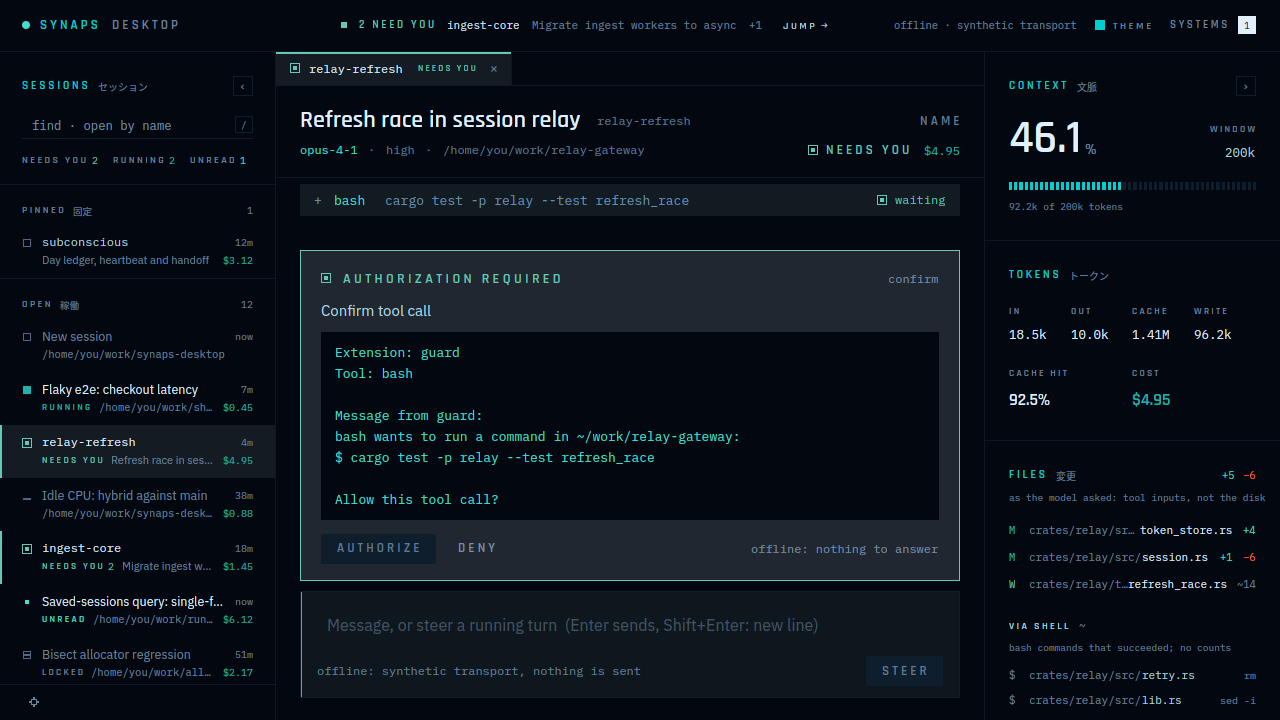 SYNAPS DESKTOP
2 NEED YOU ingest-core Migrate ingest workers to async +1 JUMP →
offline · synthetic transport THEME SYSTEMS 1
SESSIONS セッション ‹
find · open by name /
NEEDS YOU 2 RUNNING 2 UNREAD 1
PINNED 固定 1
subconscious 12m
Day ledger, heartbeat and handoff $3.12
OPEN 稼働 12
New session now
/home/you/work/synaps-desktop
Flaky e2e: checkout latency 7m
RUNNING /home/you/work/sh… $0.45
relay-refresh 4m
NEEDS YOU Refresh race in ses… $4.95
Idle CPU: hybrid against main 38m
/home/you/work/synaps-desk… $0.88
ingest-core 18m
NEEDS YOU 2 Migrate ingest w… $1.45
Saved-sessions query: single-f… now
UNREAD /home/you/work/run… $6.12
Bisect allocator regression 51m
LOCKED /home/you/work/all… $2.17
relay-refresh NEEDS YOU ×
Refresh race in session relay relay-refresh NAME
opus-4-1 · high · /home/you/work/relay-gateway NEEDS YOU $4.95
+ bash cargo test -p relay --test refresh_race waiting
AUTHORIZATION REQUIRED confirm
Confirm tool call
Extension: guard
Tool: bash
Message from guard:
bash wants to run a command in ~/work/relay-gateway:
$ cargo test -p relay --test refresh_race
Allow this tool call?
AUTHORIZE DENY offline: nothing to answer
Message, or steer a running turn (Enter sends, Shift+Enter: new line)
offline: synthetic transport, nothing is sent STEER
CONTEXT 文脈 ›
46.1% WINDOW
200k
92.2k of 200k tokens
TOKENS トークン
IN OUT CACHE WRITE
18.5k 10.0k 1.41M 96.2k
CACHE HIT COST
92.5% $4.95
FILES 変更 +5 −6
as the model asked: tool inputs, not the disk
M crates/relay/sr… token_store.rs +4
M crates/relay/src/session.rs +1 −6
W crates/relay/t…refresh_race.rs ~14
VIA SHELL ~
bash commands that succeeded; no counts
$ crates/relay/src/retry.rs rm
$ crates/relay/src/lib.rs sed -i